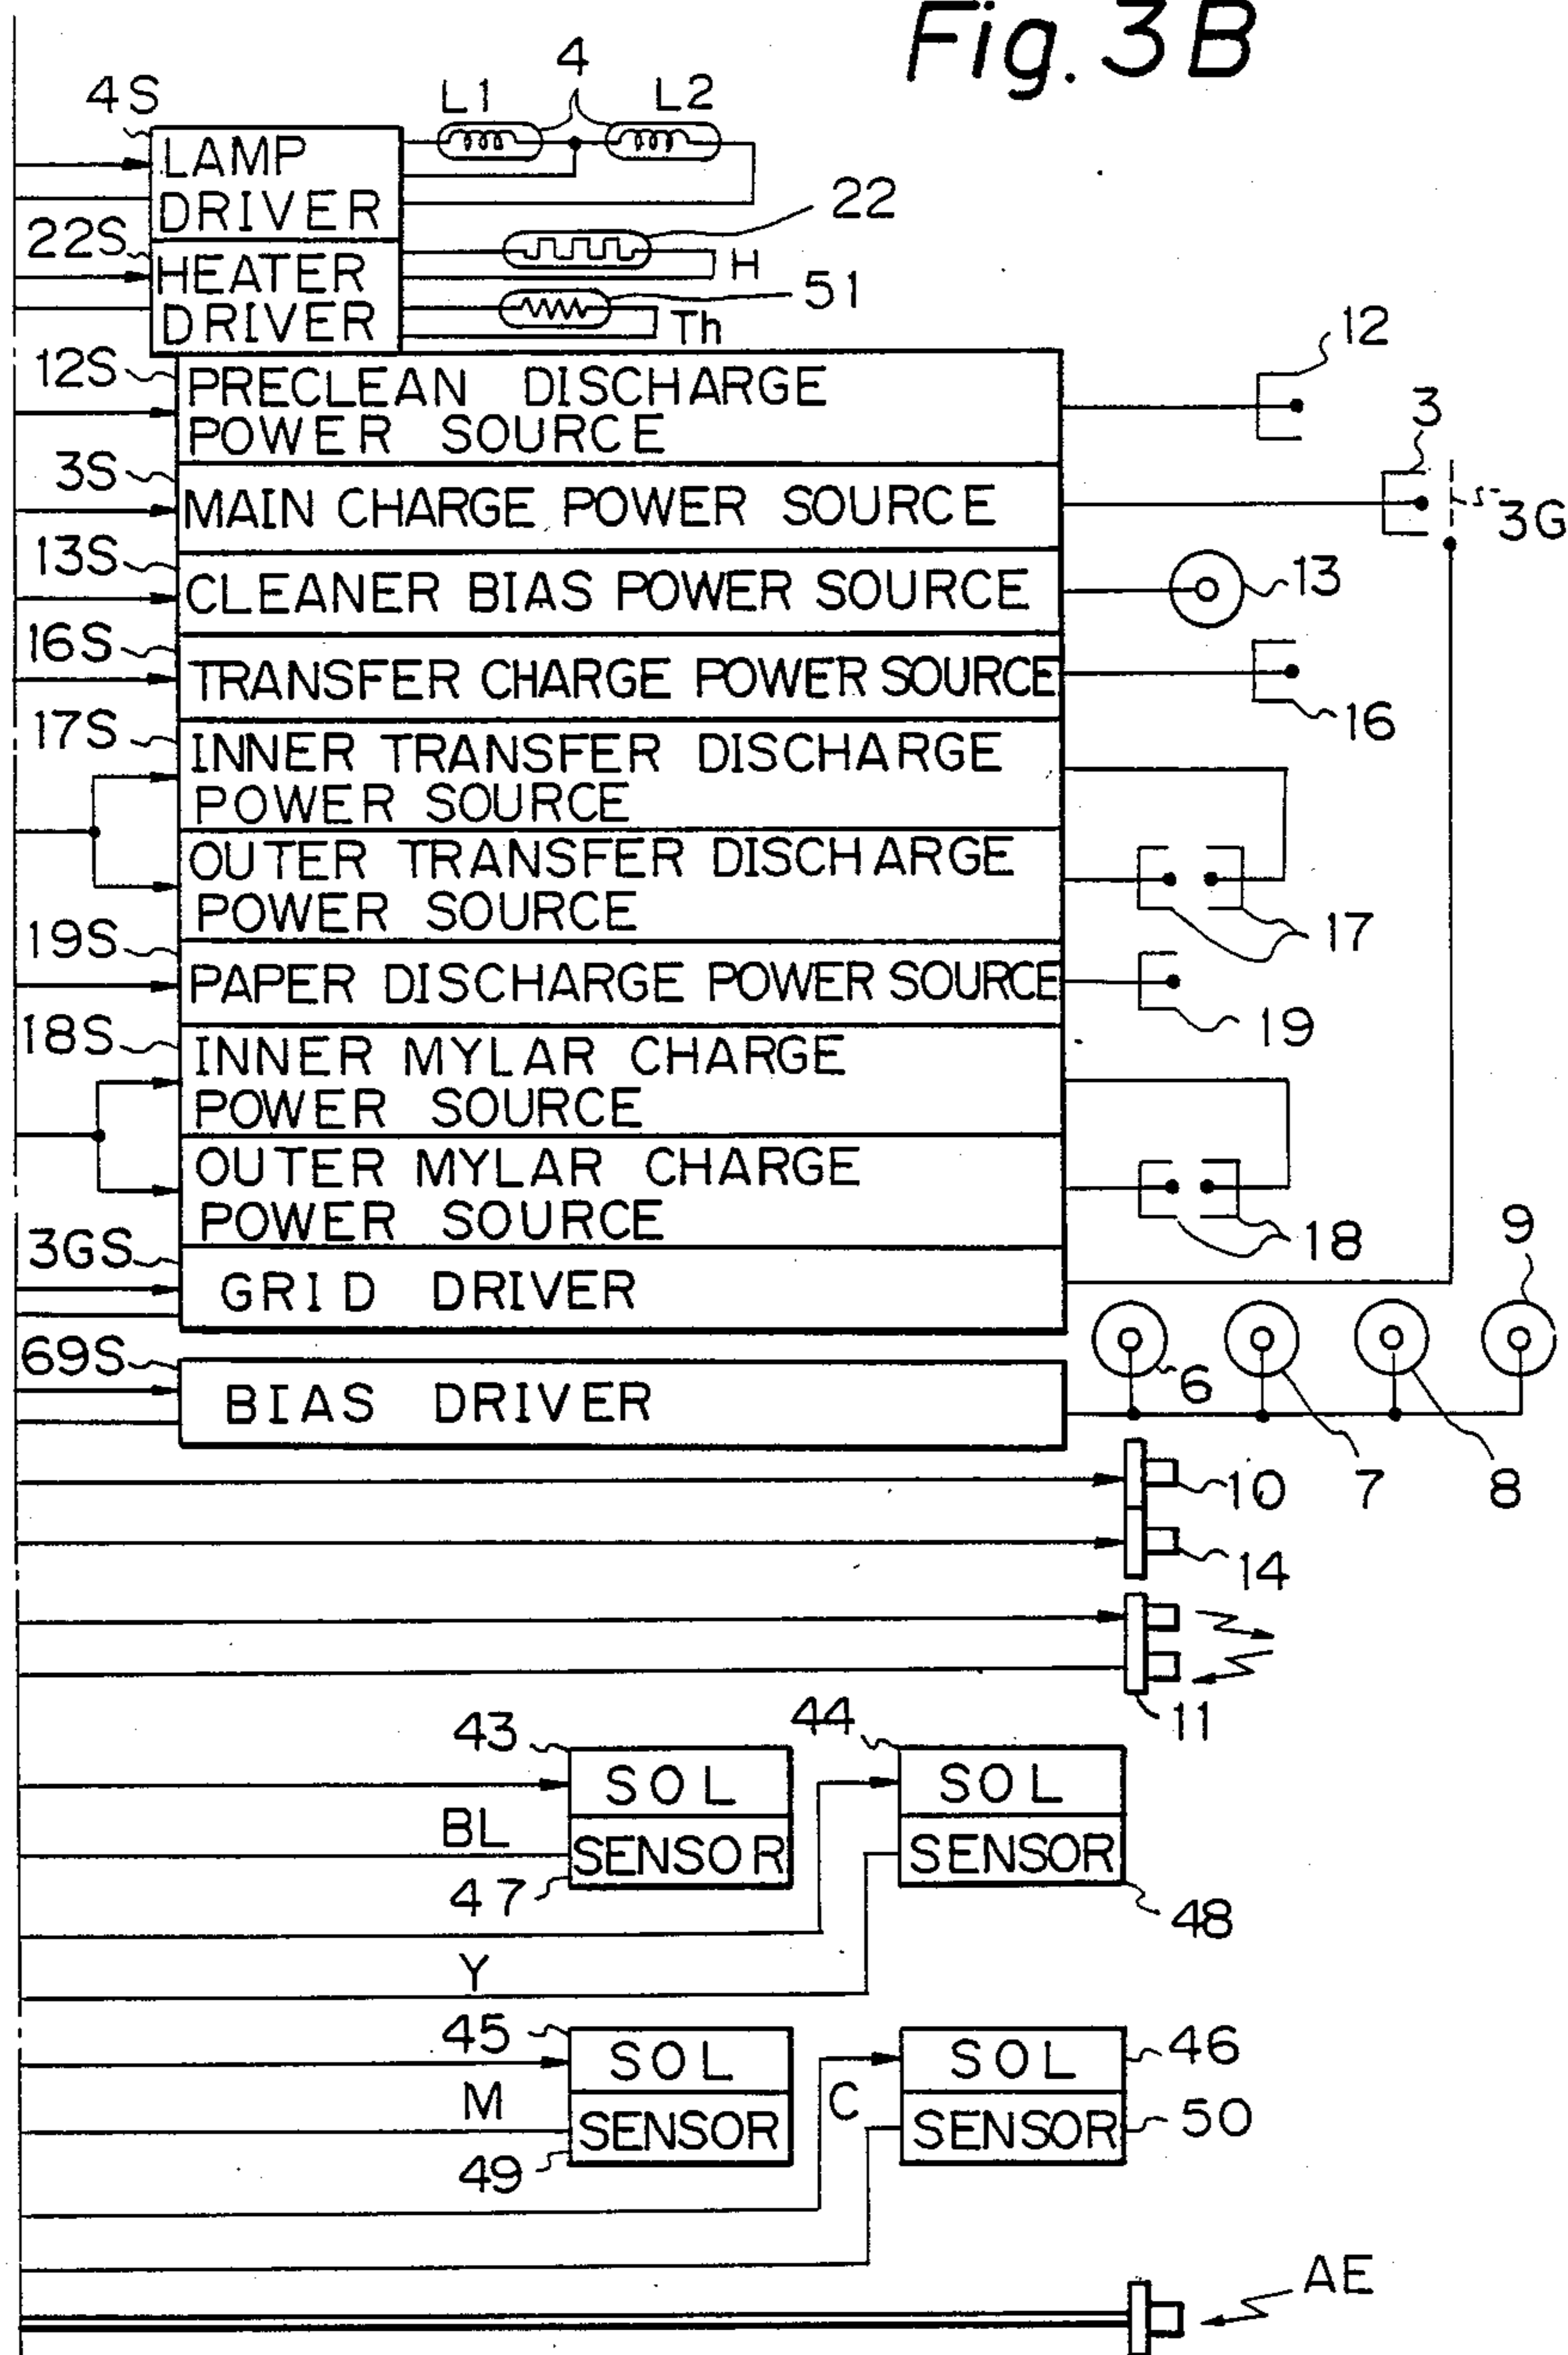 Fig. 3B
4
4S
L1
L2
LAMP
DRIVER
22
22S
HEATER
DRIVER
H
51
Th
12S
PRECLEAN DISCHARGE
POWER SOURCE
12
3
3S
MAIN CHARGE POWER SOURCE
3G
13S
CLEANER BIAS POWER SOURCE
13
16S
TRANSFER CHARGE POWER SOURCE
16
17S
INNER TRANSFER DISCHARGE
POWER SOURCE
OUTER TRANSFER DISCHARGE
POWER SOURCE
17
19S
PAPER DISCHARGE POWER SOURCE
19
18S
INNER MYLAR CHARGE
POWER SOURCE
OUTER MYLAR CHARGE
POWER SOURCE
18
9
3GS
GRID DRIVER
69S
BIAS DRIVER
6
7
8
10
14
11
43
SOL
44
SOL
BL
SENSOR
SENSOR
47
48
Y
45
SOL
SOL
46
M
SENSOR
C
SENSOR
50
49
AE